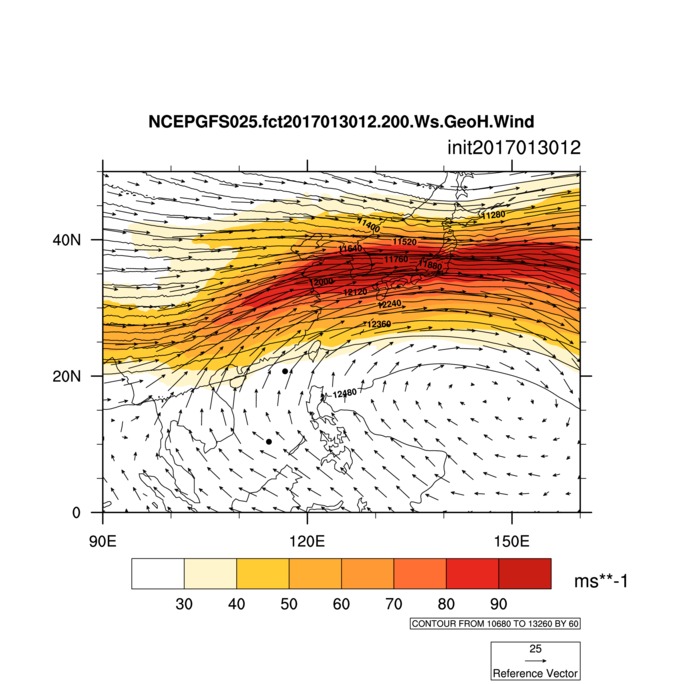 NCEPGFS025.fct2017013012.200.Ws.GeoH.Wind
init2017013012
11280
11400
11520
11640
11760
11880
12000
12120
12240
12360
12480
40N
20N
0
90E 120E 150E
30 40 50 60 70 80 90
ms**-1
CONTOUR FROM 10680 TO 13260 BY 60
25
Reference Vector